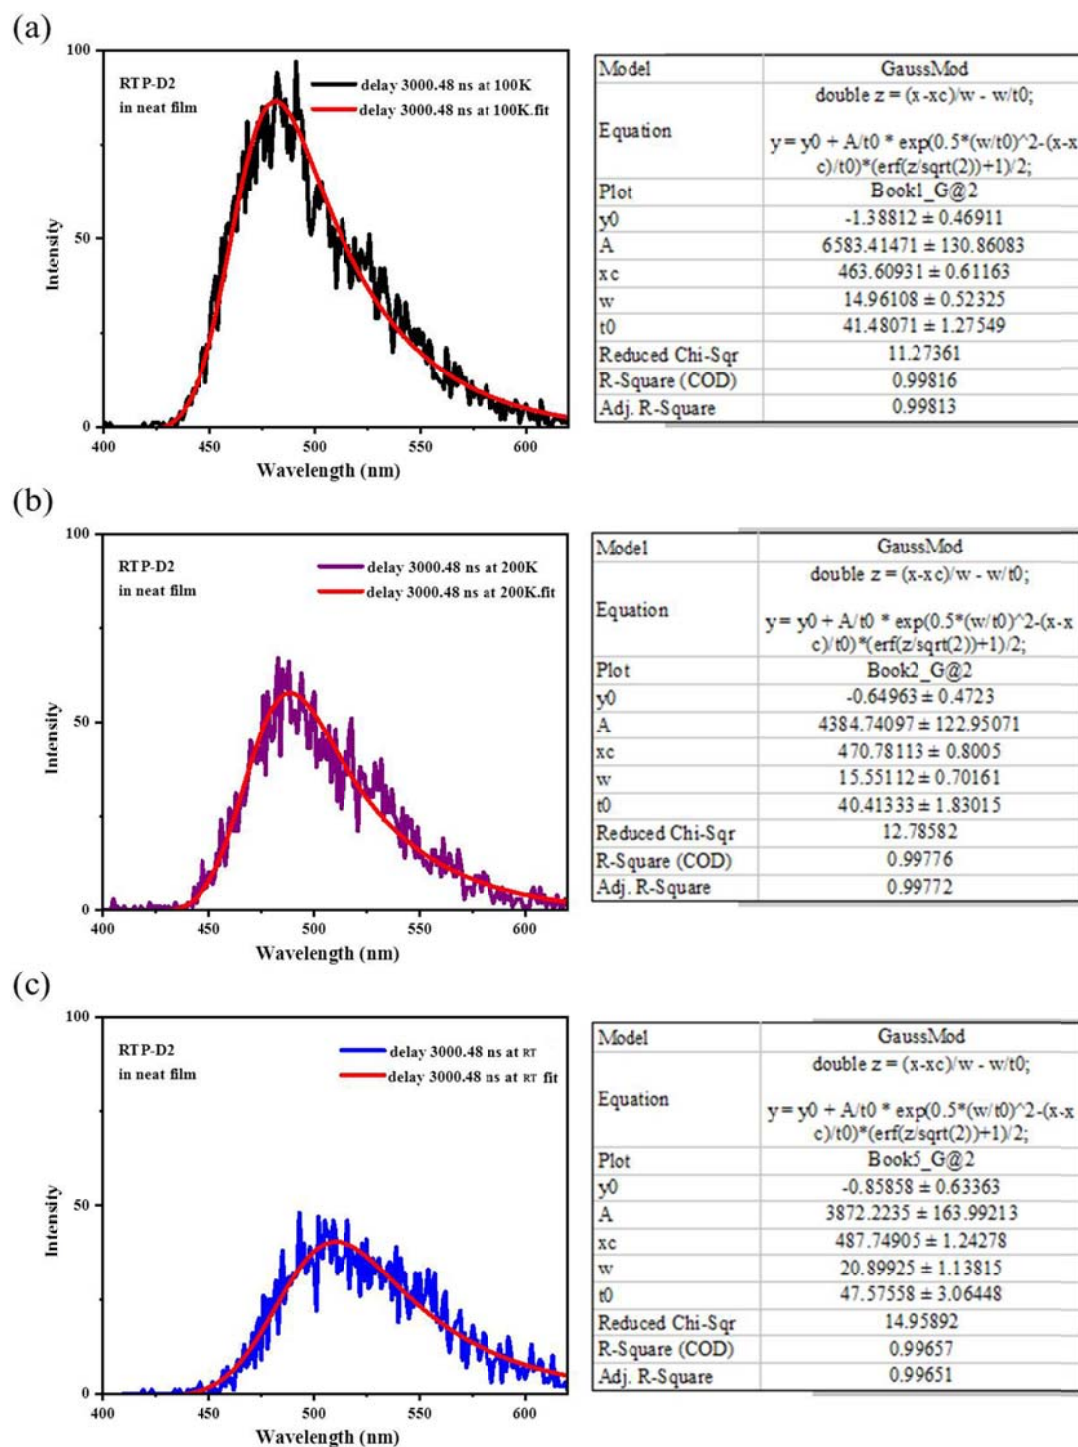 (a)
100
50
0
400
450
500
550
600
Intensity
Wavelength (nm)
RTP-D2
in neat film
delay 3000.48 ns at 100K
delay 3000.48 ns at 100K.fit
Model GaussMod
Equation double z = (x-xc)/w - w/t0;
y = y0 + A/t0 * exp(0.5*(w/t0)^2-(x-x
c)/t0)*(erf(z/sqrt(2))+1)/2;
Plot Book1_G@2
y0 -1.38812 ± 0.46911
A 6583.41471 ± 130.86083
xc 463.60931 ± 0.61163
w 14.96108 ± 0.52325
t0 41.48071 ± 1.27549
Reduced Chi-Sqr 11.27361
R-Square (COD) 0.99816
Adj. R-Square 0.99813
(b)
100
50
0
400
450
500
550
600
Intensity
Wavelength (nm)
RTP-D2
in neat film
delay 3000.48 ns at 200K
delay 3000.48 ns at 200K.fit
Model GaussMod
Equation double z = (x-xc)/w - w/t0;
y = y0 + A/t0 * exp(0.5*(w/t0)^2-(x-x
c)/t0)*(erf(z/sqrt(2))+1)/2;
Plot Book2_G@2
y0 -0.64963 ± 0.4723
A 4384.74097 ± 122.95071
xc 470.78113 ± 0.8005
w 15.55112 ± 0.70161
t0 40.41333 ± 1.83015
Reduced Chi-Sqr 12.78582
R-Square (COD) 0.99776
Adj. R-Square 0.99772
(c)
100
50
0
400
450
500
550
600
Intensity
Wavelength (nm)
RTP-D2
in neat film
delay 3000.48 ns at RT
delay 3000.48 ns at RT fit
Model GaussMod
Equation double z = (x-xc)/w - w/t0;
y = y0 + A/t0 * exp(0.5*(w/t0)^2-(x-x
c)/t0)*(erf(z/sqrt(2))+1)/2;
Plot Book5_G@2
y0 -0.85858 ± 0.63363
A 3872.2235 ± 163.99213
xc 487.74905 ± 1.24278
w 20.89925 ± 1.13815
t0 47.57558 ± 3.06448
Reduced Chi-Sqr 14.95892
R-Square (COD) 0.99657
Adj. R-Square 0.99651